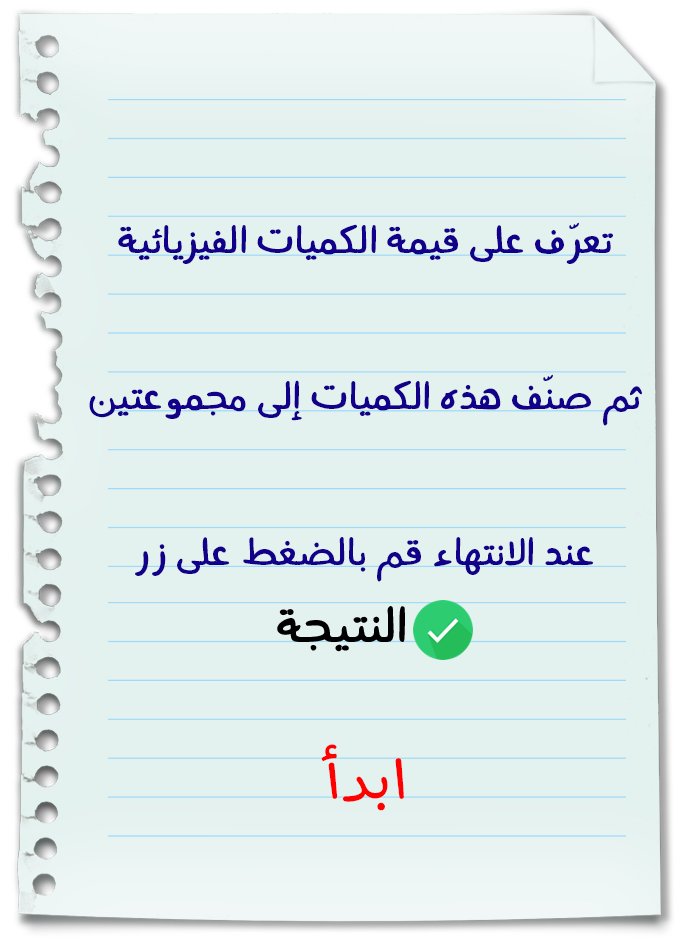 تعرّف على قيمة الكميات الفيزيائية
ثم صنّف هذه الكميات إلى مجموعتين
عند الانتهاء قم بالضغط على زر
النتيجة
ابدأ